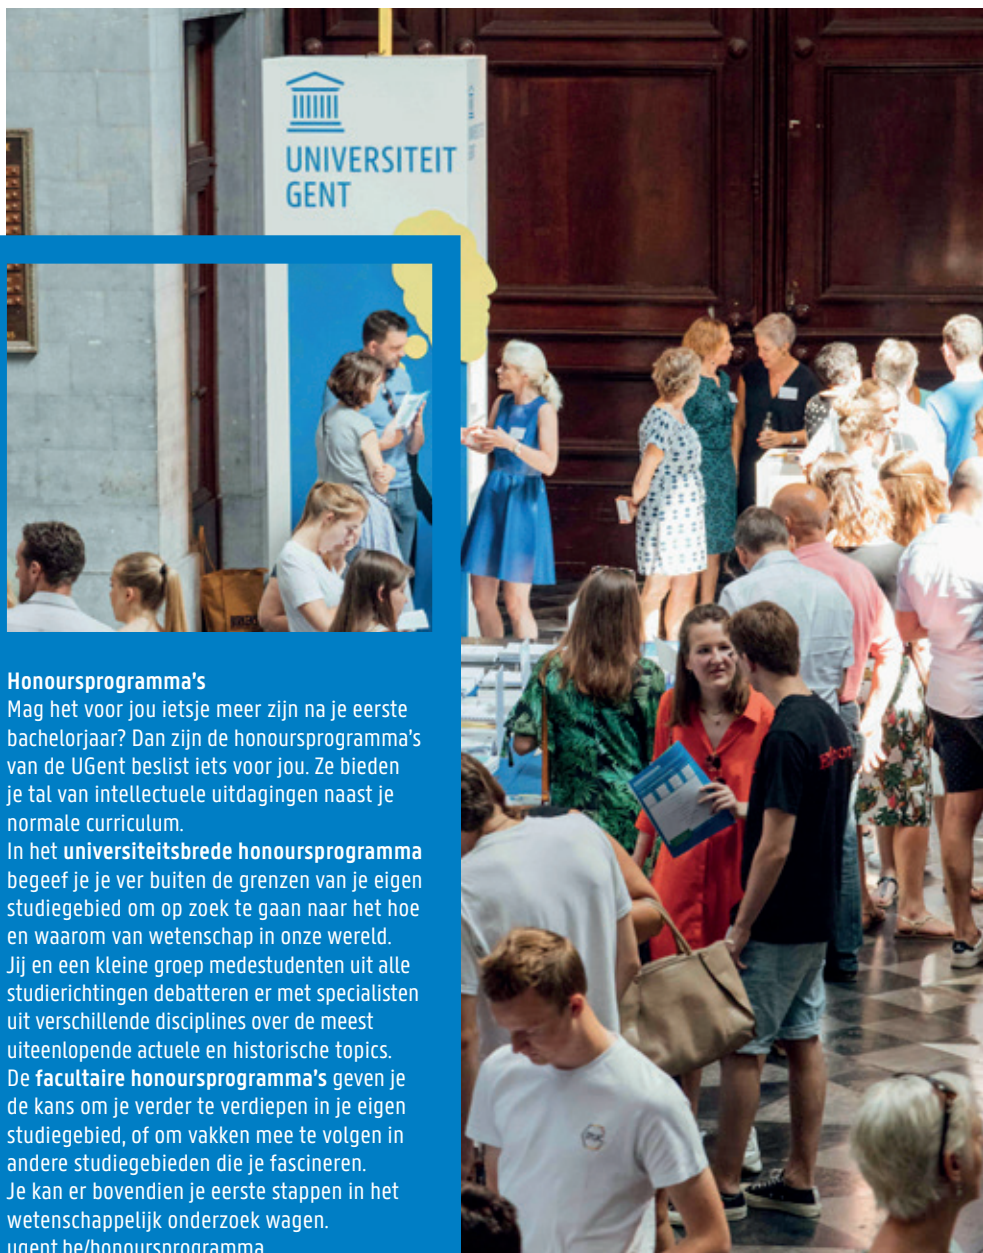 UNIVERSITEIT
GENT
Honoursprogramma's
Mag het voor jou ietsje meer zijn na je eerste
bachelorjaar? Dan zijn de honoursprogramma's
van de UGent beslist iets voor jou. Ze bieden
je tal van intellectuele uitdagingen naast je
normale curriculum.
In het universiteitsbrede honoursprogramma
begeef je je ver buiten de grenzen van je eigen
studiegebied om op zoek te gaan naar het hoe
en waarom van wetenschap in onze wereld.
Jij en een kleine groep medestudenten uit alle
studierichtingen debatteren er met specialisten
uit verschillende disciplines over de meest
uiteenlopende actuele en historische topics.
De facultaire honoursprogramma's geven je
de kans om je verder te verdiepen in je eigen
studiegebied, of om vakken mee te volgen in
andere studiegebieden die je fascineren.
Je kan er bovendien je eerste stappen in het
wetenschappelijk onderzoek wagen.
ugent.be/honoursprogramma